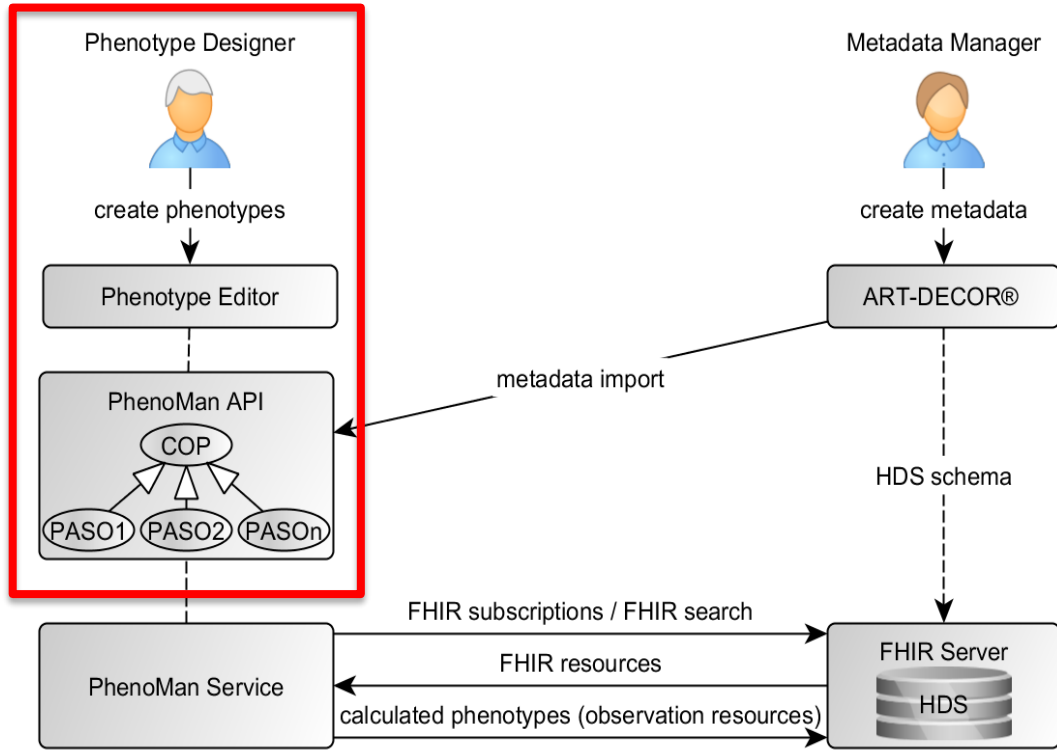 Phenotype Designer
Metadata Manager
create phenotypes
create metadata
Phenotype Editor
ART-DECOR®
metadata import
PhenoMan API
COP
PASO1
PASO2
PASOn
HDS schema
FHIR subscriptions / FHIR search
FHIR resources
calculated phenotypes (observation resources)
PhenoMan Service
FHIR Server
HDS